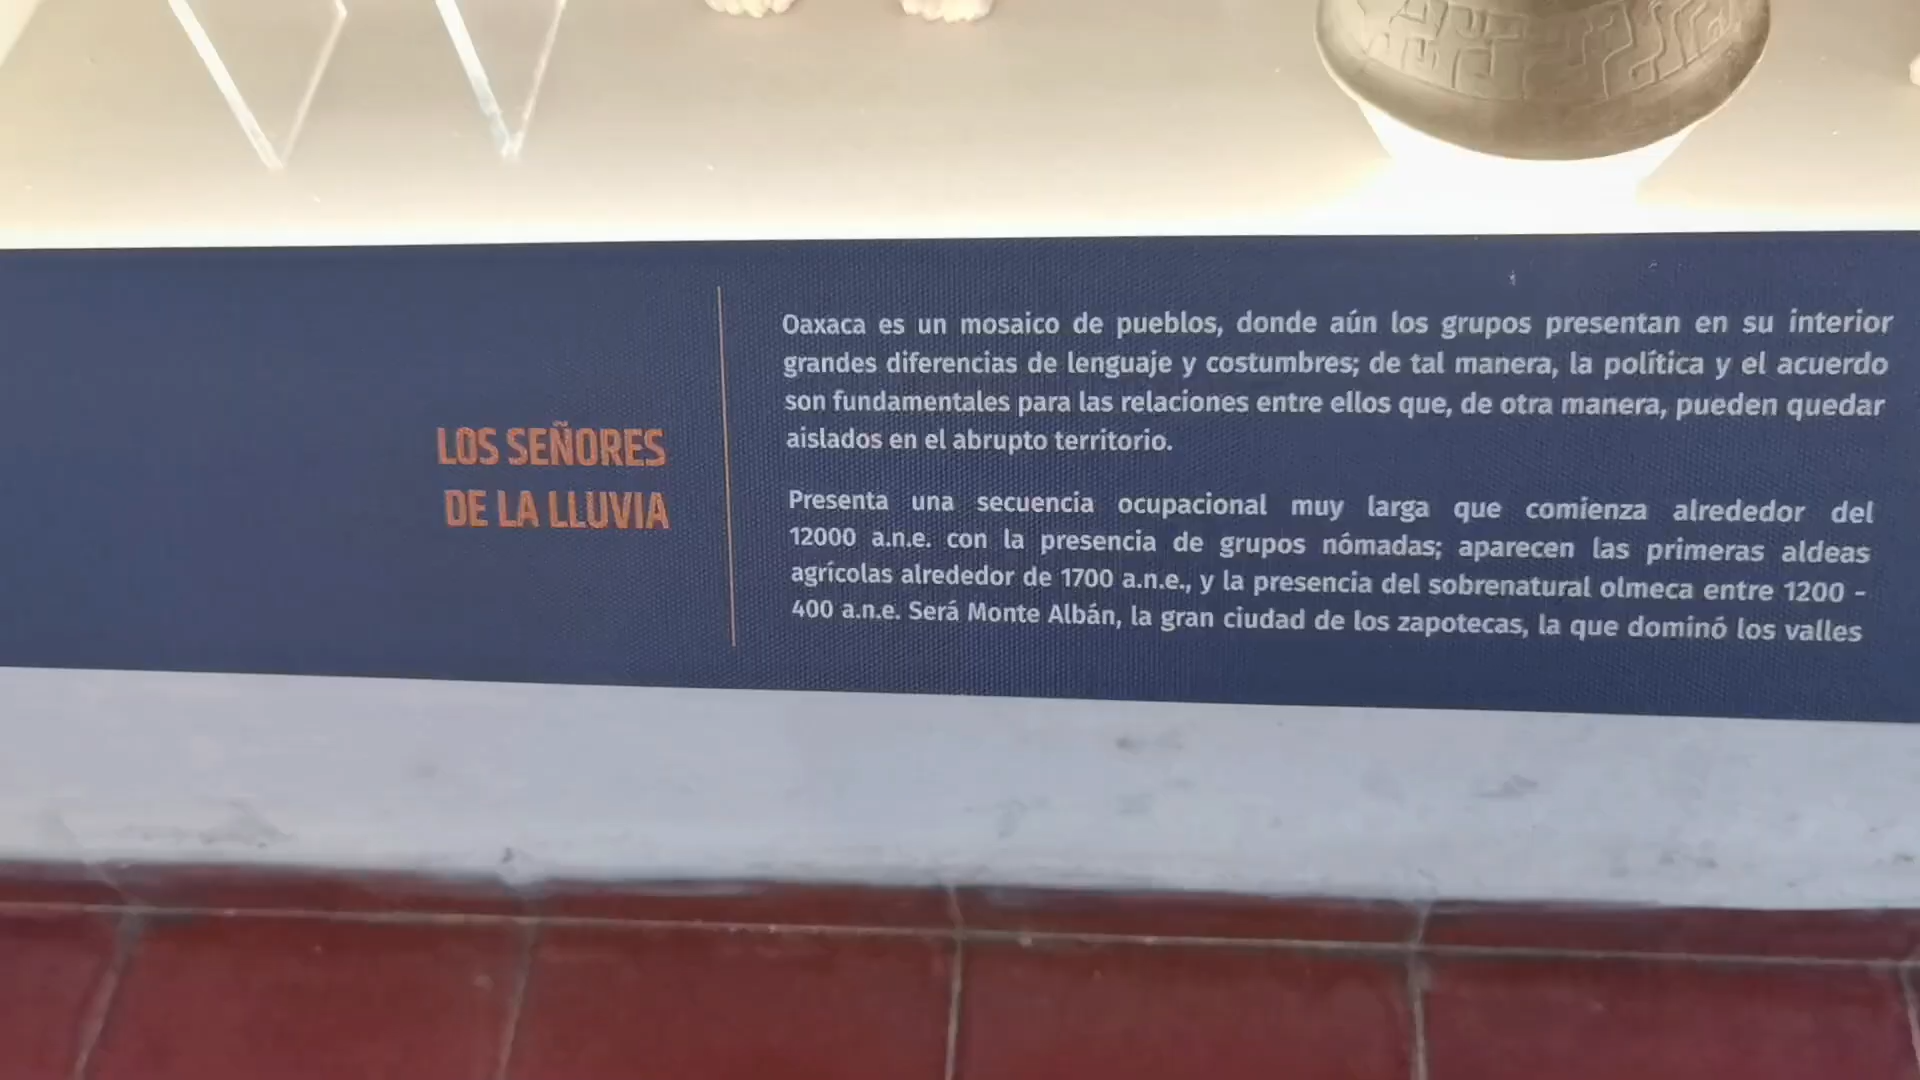 LOS SEÑORES
DE LA LLUVIA
Oaxaca es un mosaico de pueblos, donde aún los grupos presentan en su interior
grandes diferencias de lenguaje y costumbres; de tal manera, la política y el acuerdo
son fundamentales para las relaciones entre ellos que, de otra manera, pueden quedar
aislados en el abrupto territorio.
Presenta una secuencia ocupacional muy larga que comienza alrededor del
12000 a.n.e. con la presencia de grupos nómadas; aparecen las primeras aldeas
agrícolas alrededor de 1700 a.n.e., y la presencia del sobrenatural olmeca entre 1200 -
400 a.n.e. Será Monte Albán, la gran ciudad de los zapotecas, la que dominó los valles